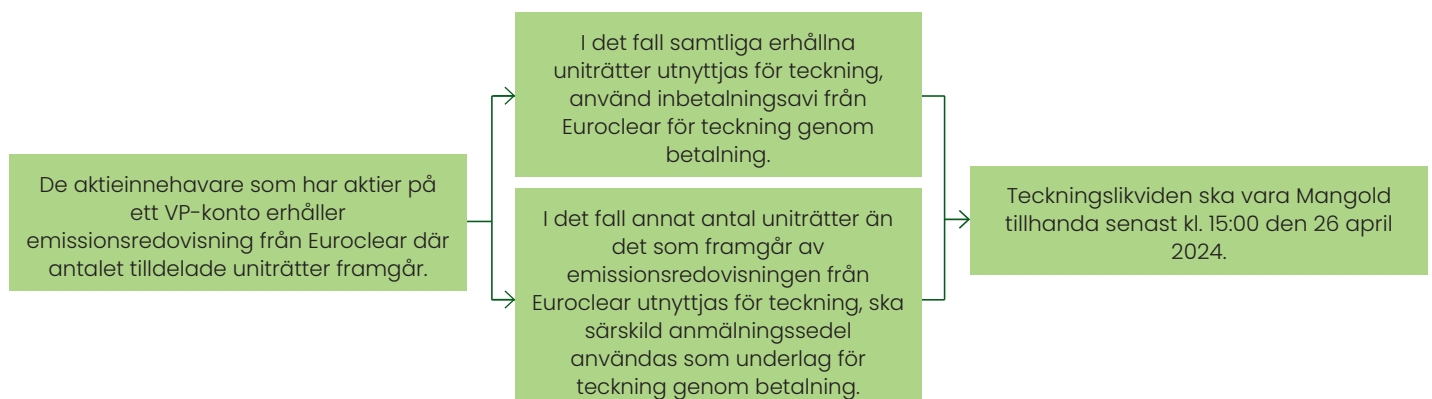 De aktieinnehavare som har aktier på
ett VP-konto erhåller
emissionsredovisning från Euroclear där
antalet tilldelade uniträtter framgår.
I det fall samtliga erhållna
uniträtter utnyttjas för teckning,
använd inbetalningsavi från
Euroclear för teckning genom
betalning.
I det fall annat antal uniträtter än
det som framgår av
emissionsredovisningen från
Euroclear utnyttjas för teckning, ska
särskild anmälningssedel
användas som underlag för
teckning genom betalning.
Teckningslikviden ska vara Mangold
tillhanda senast kl. 15:00 den 26 april
2024.